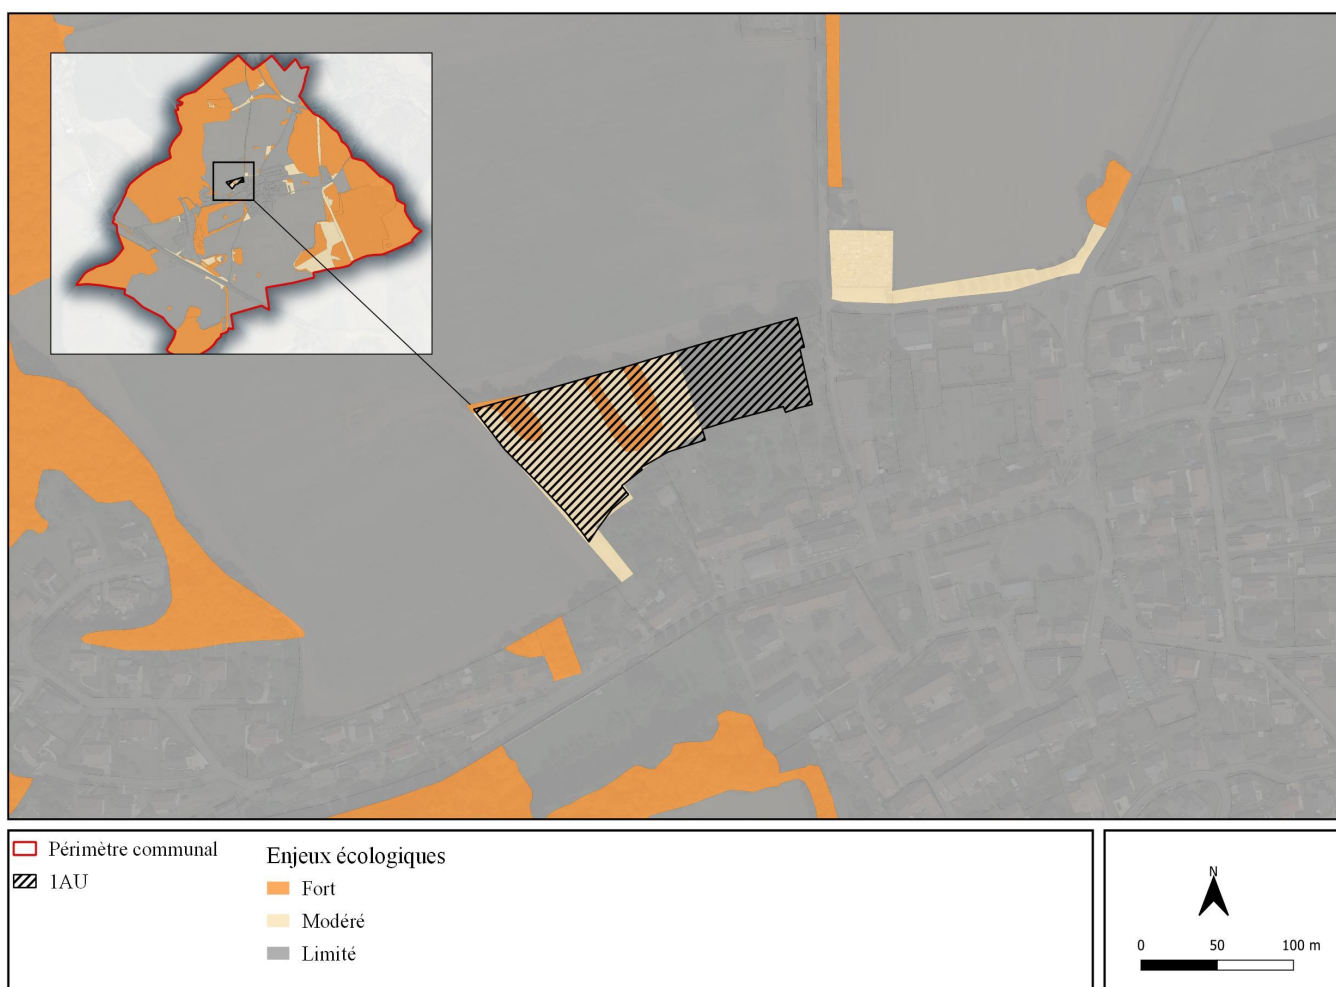 Périmètre communal
1AU
Enjeux écologiques
Fort
Modéré
Limité
N
0 50 100 m